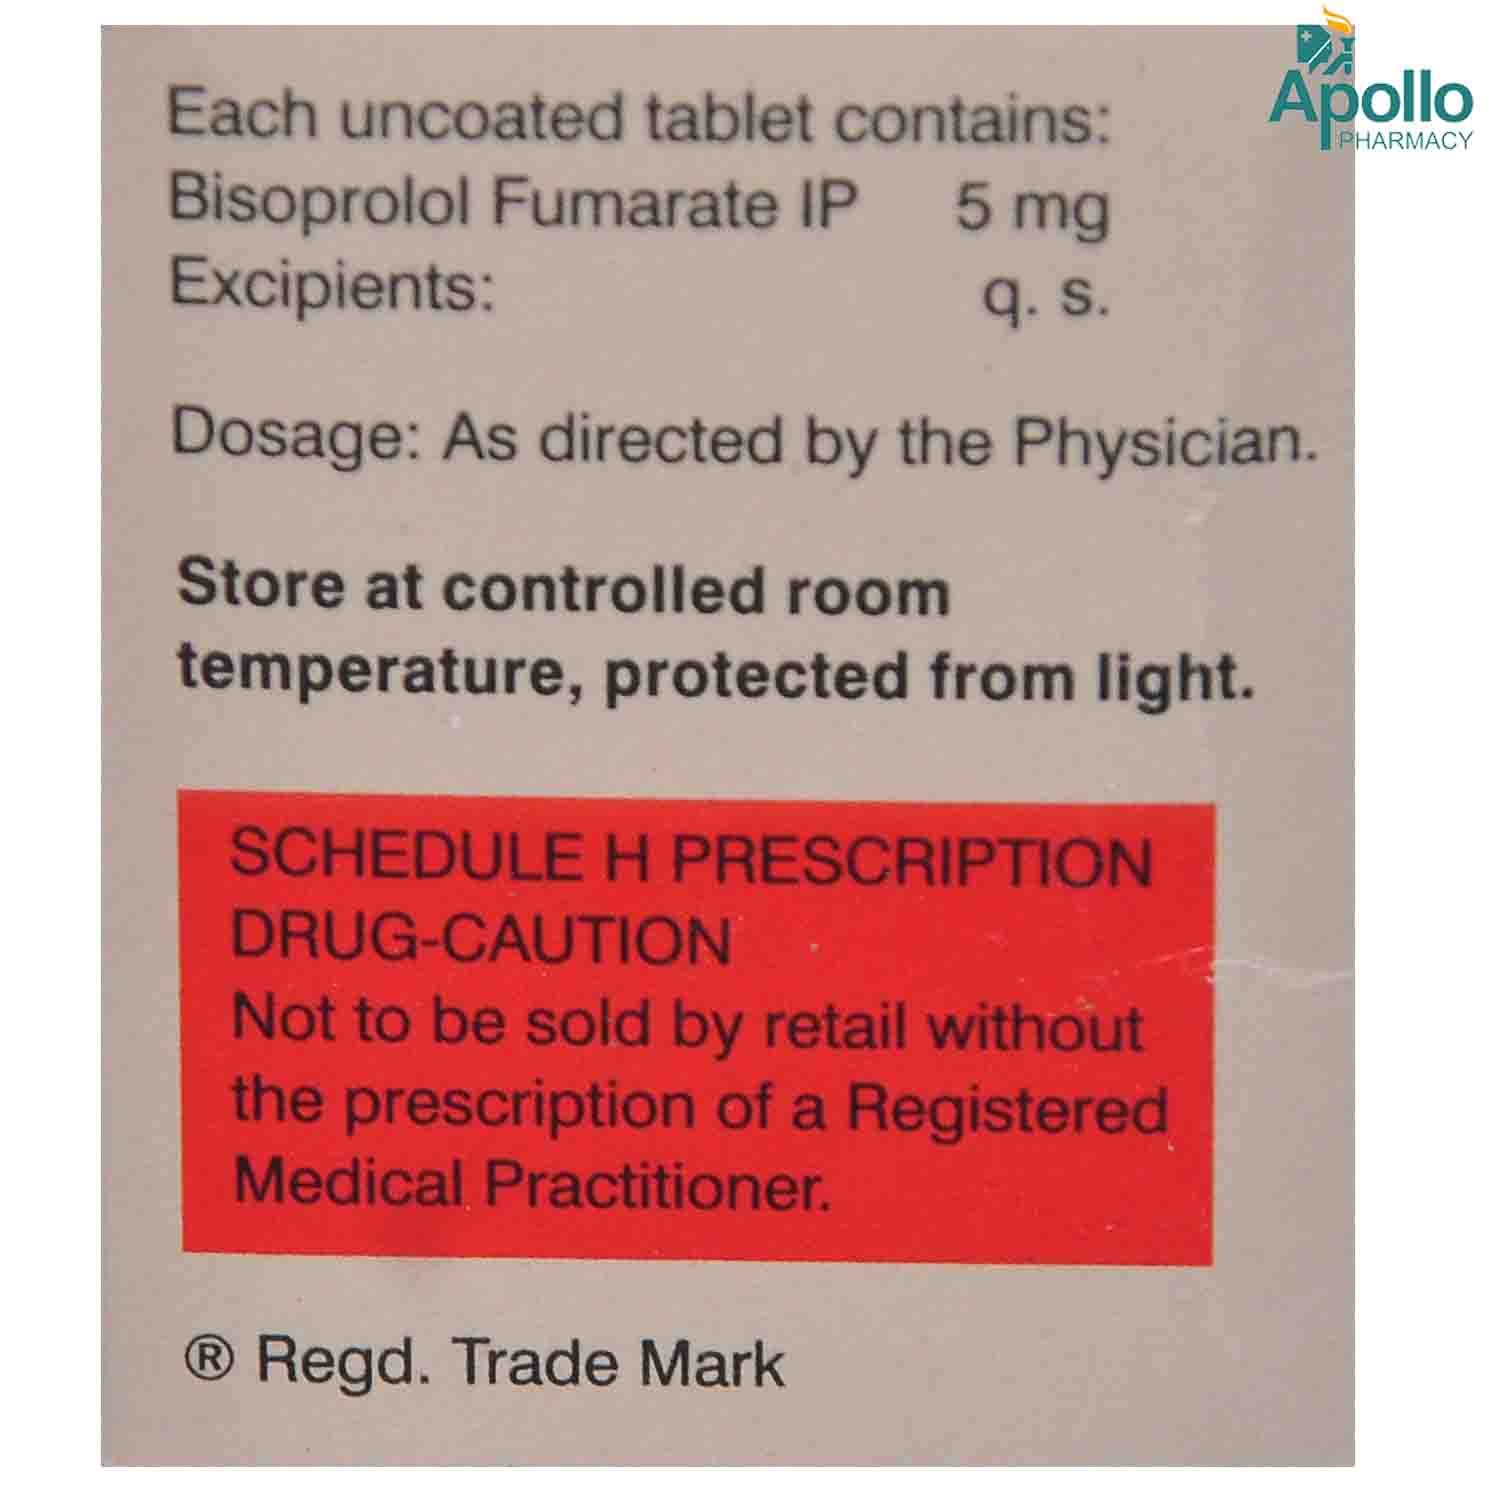 Apollo
PHARMACY
Each uncoated tablet contains:
Bisoprolol Fumarate IP 5 mg
Excipients: q. s.
Dosage: As directed by the Physician.
Store at controlled room
temperature, protected from light.
SCHEDULE H PRESCRIPTION
DRUG-CAUTION
Not to be sold by retail without
the prescription of a Registered
Medical Practitioner.
® Regd. Trade Mark